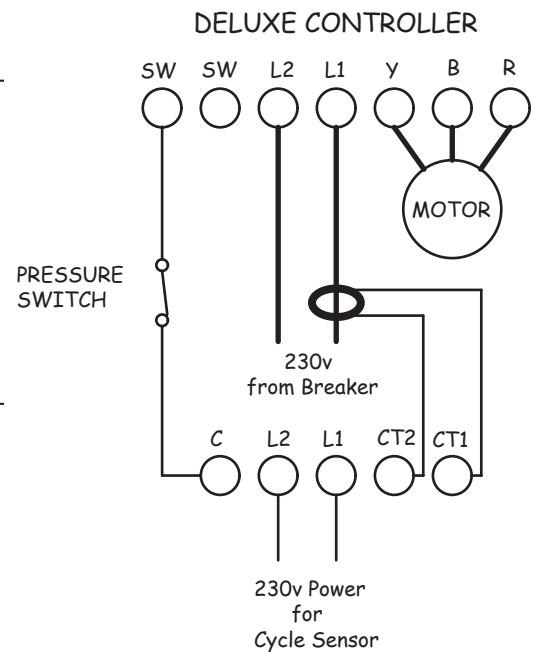 DELUXE CONTROLLER
SW SW L2 L1 Y B R
MOTOR
PRESSURE
SWITCH
230v
from Breaker
C L2 L1 CT2 CT1
230v Power
for
Cycle Sensor